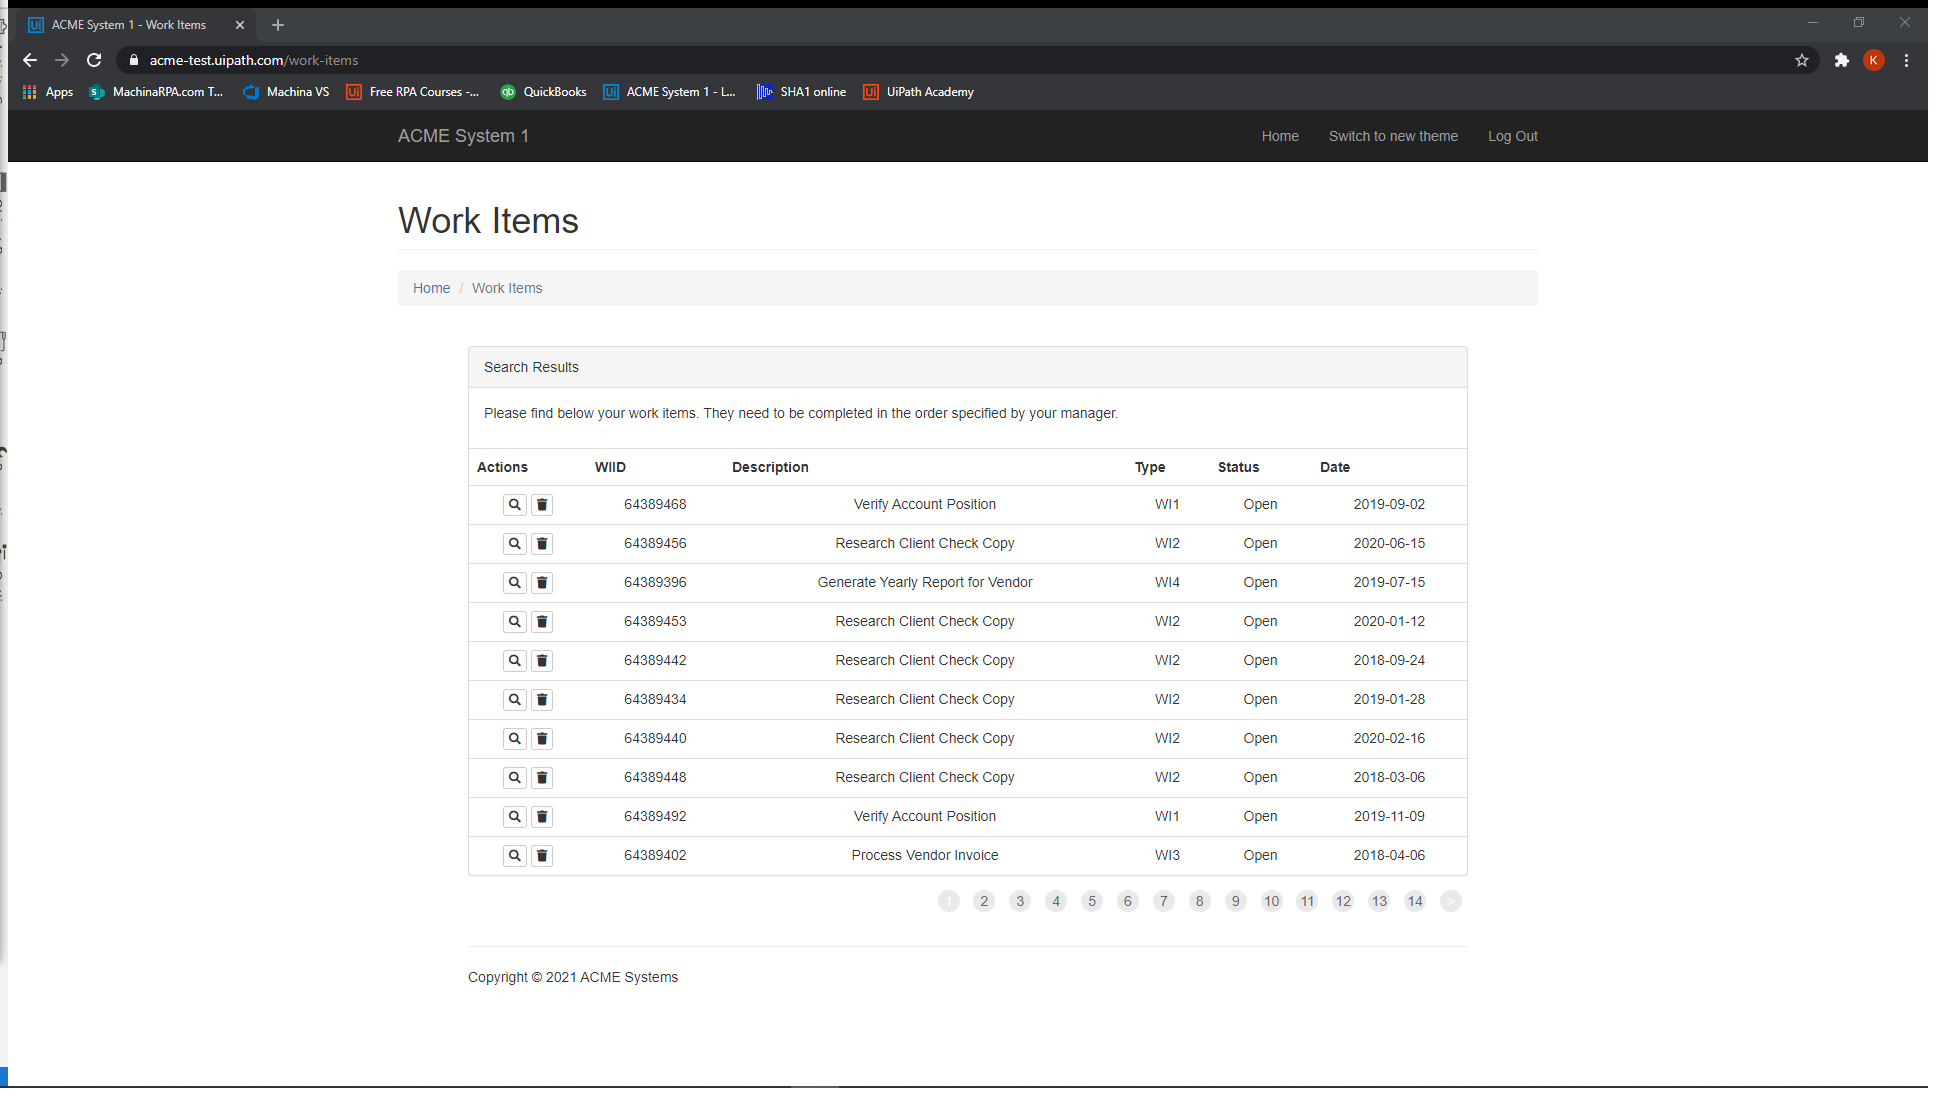 ACME System 1 - Work Items
acme-test.uipath.com/work-items
K
Apps MachinaRPA.com T... Machina VS Free RPA Courses -... QuickBooks ACME System 1 - L... SHA1 online UiPath Academy
ACME System 1 Home Switch to new theme Log Out
Work Items
Home / Work Items
Search Results
Please find below your work items. They need to be completed in the order specified by your manager.
Actions WIID Description Type Status Date
64389468 Verify Account Position WI1 Open 2019-09-02
64389456 Research Client Check Copy WI2 Open 2020-06-15
64389396 Generate Yearly Report for Vendor WI4 Open 2019-07-15
64389453 Research Client Check Copy WI2 Open 2020-01-12
64389442 Research Client Check Copy WI2 Open 2018-09-24
64389434 Research Client Check Copy WI2 Open 2019-01-28
64389440 Research Client Check Copy WI2 Open 2020-02-16
64389448 Research Client Check Copy WI2 Open 2018-03-06
64389492 Verify Account Position WI1 Open 2019-11-09
64389402 Process Vendor Invoice WI3 Open 2018-04-06
1 2 3 4 5 6 7 8 9 10 11 12 13 14 >
Copyright © 2021 ACME Systems